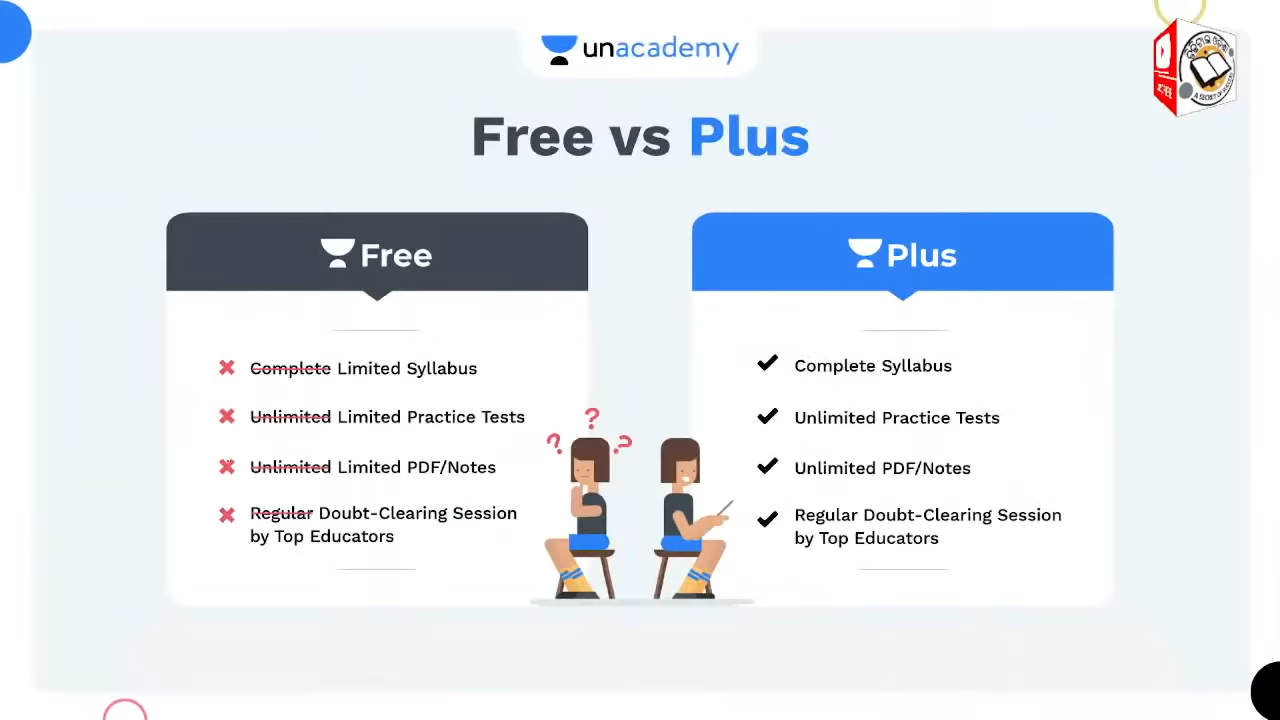 unacademy
Free vs Plus
Free
Complete Limited Syllabus
Unlimited Limited Practice Tests
Unlimited Limited PDF/Notes
Regular Doubt-Clearing Session
by Top Educators
? ? ?
Plus
Complete Syllabus
Unlimited Practice Tests
Unlimited PDF/Notes
Regular Doubt-Clearing Session
by Top Educators